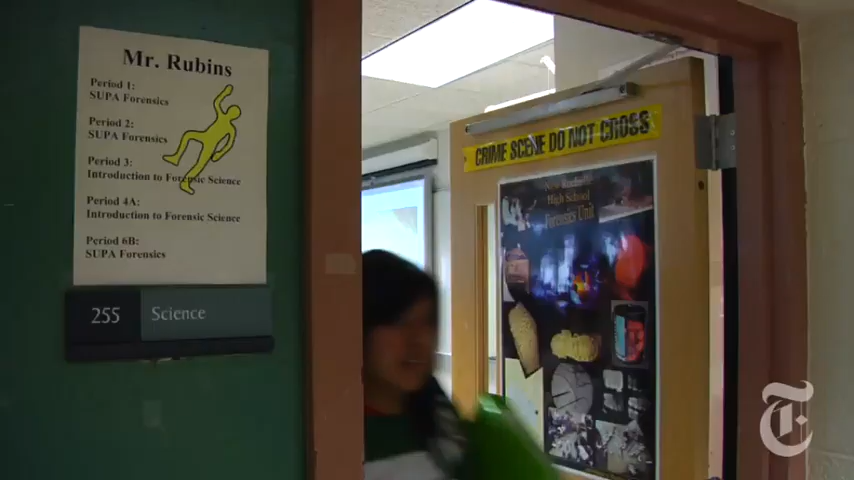 Mr. Rubins
Period 1:
SUPA Forensics
Period 2:
SUPA Forensics
Period 3:
Introduction to Forensic Science
Period 4A:
Introduction to Forensic Science
Period 6B:
SUPA Forensics
255 Science
CRIME SCENE DO NOT CROSS
High School
Forensics Unit
T